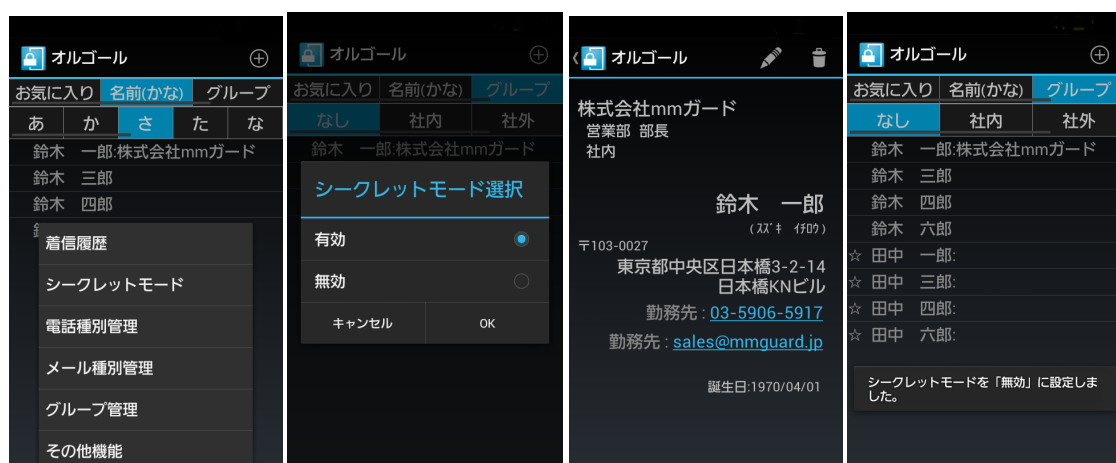 オルゴール
お気に入り 名前(かな) グループ
あ か さ た な
鈴木 一郎:株式会社mmガード
鈴木 三郎
鈴木 四郎
着信履歴
シークレットモード
電話種別管理
メール種別管理
グループ管理
その他機能
オルゴール
お気に入り 名前(かな) グループ
なし 社内 社外
鈴木 一郎:株式会社mmガード
シークレットモード選択
有効
無効
キャンセル OK
オルゴール
株式会社mmガード
営業部 部長
社内
鈴木 一郎
(ｽｽﾞｷ ｲﾁﾛｳ)
〒103-0027
東京都中央区日本橋3-2-14
日本橋KNビル
勤務先 : 03-5906-5917
勤務先 : sales@mmguard.jp
誕生日:1970/04/01
オルゴール
お気に入り 名前(かな) グループ
なし 社内 社外
鈴木 一郎:株式会社mmガード
鈴木 三郎
鈴木 四郎
鈴木 六郎
☆ 田中 一郎:
☆ 田中 三郎:
☆ 田中 四郎:
☆ 田中 六郎:
シークレットモードを「無効」に設定しま
した。